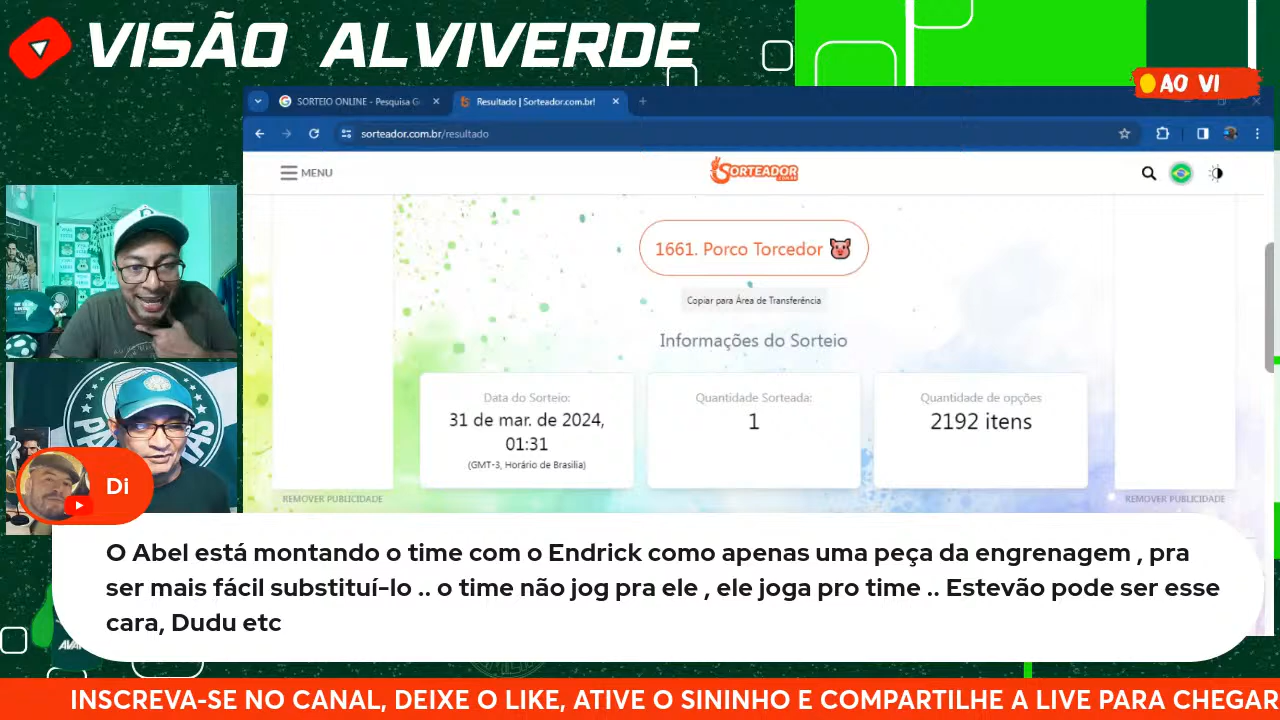 VISÃO ALVIVERDE
AO VI
SORTEIO ONLINE - Pesquisa G
Resultado | Sorteador.com.br!
sorteador.com.br/resultado
MENU
SORTEADOR
1661. Porco Torcedor
Copiar para Área de Transferência
Informações do Sorteio
Data do Sorteio:
31 de mar. de 2024,
01:31
(GMT-3, Horário de Brasilia)
Quantidade Sorteada:
1
Quantidade de opções
2192 itens
REMOVER PUBLICIDADE
REMOVER PUBLICIDADE
Di
O Abel está montando o time com o Endrick como apenas uma peça da engrenagem , pra
ser mais fácil substituí-lo .. o time não jog pra ele , ele joga pro time .. Estevão pode ser esse
cara, Dudu etc
INSCREVA-SE NO CANAL, DEIXE O LIKE, ATIVE O SININHO E COMPARTILHE A LIVE PARA CHEGAR